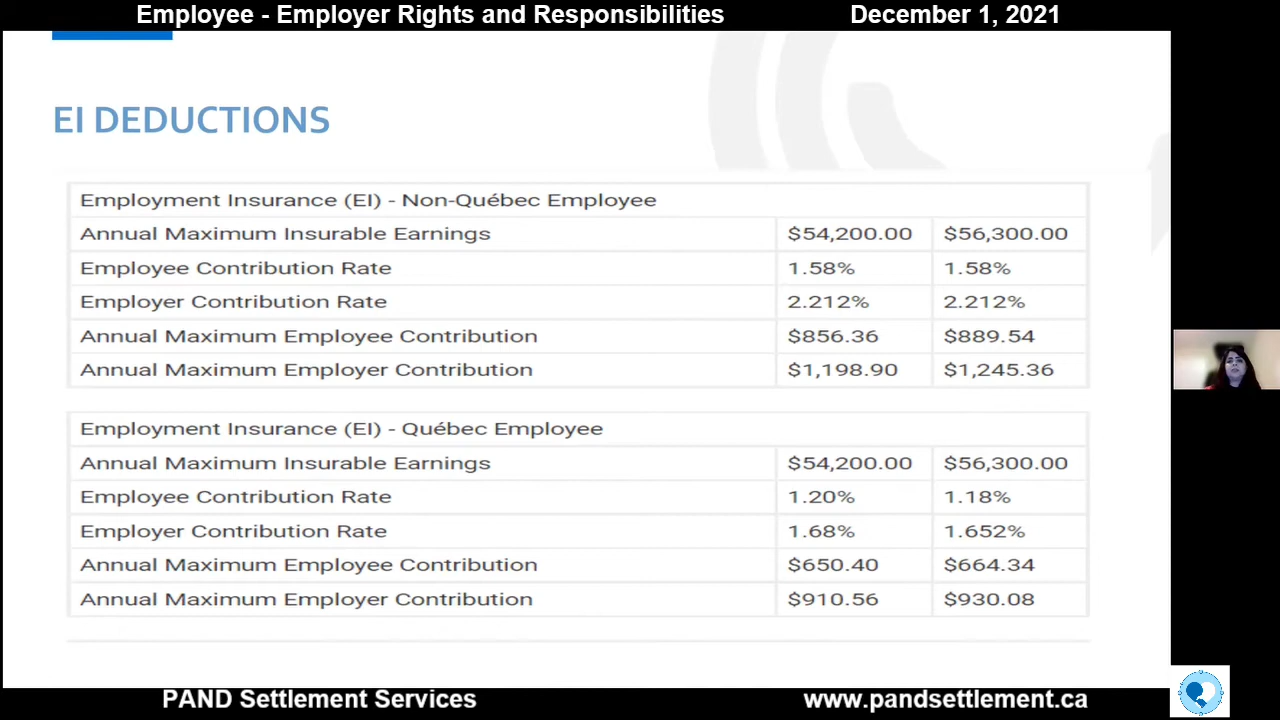 Employee - Employer Rights and Responsibilities December 1, 2021
EI DEDUCTIONS
Employment Insurance (EI) - Non-Québec Employee
Annual Maximum Insurable Earnings $54,200.00 $56,300.00
Employee Contribution Rate 1.58% 1.58%
Employer Contribution Rate 2.212% 2.212%
Annual Maximum Employee Contribution $856.36 $889.54
Annual Maximum Employer Contribution $1,198.90 $1,245.36
Employment Insurance (EI) - Québec Employee
Annual Maximum Insurable Earnings $54,200.00 $56,300.00
Employee Contribution Rate 1.20% 1.18%
Employer Contribution Rate 1.68% 1.652%
Annual Maximum Employee Contribution $650.40 $664.34
Annual Maximum Employer Contribution $910.56 $930.08
PAND Settlement Services www.pandsettlement.ca